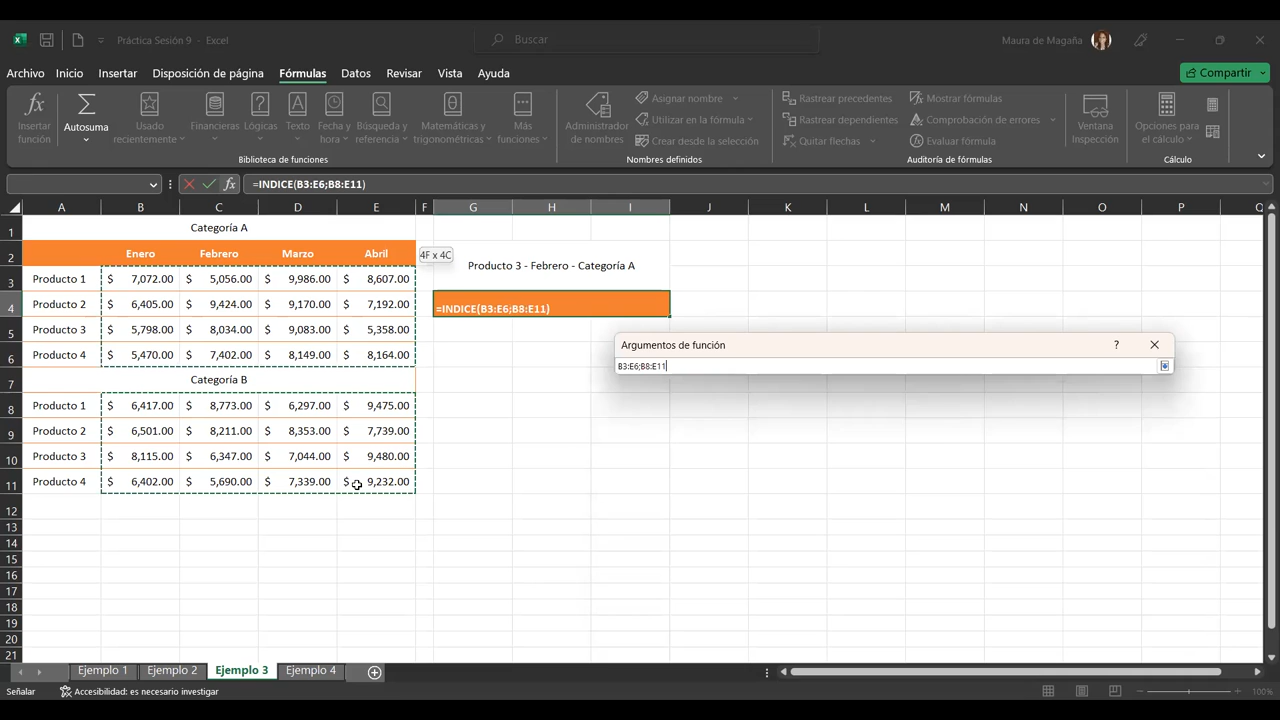 Práctica Sesión 9 - Excel
Buscar
Maura de Magaña
Archivo Inicio Insertar Disposición de página Fórmulas Datos Revisar Vista Ayuda
Compartir
Insertar función
Autosuma
Usado recientemente
Financieras
Lógicas
Texto
Fecha y hora
Búsqueda y referencia
Matemáticas y trigonométricas
Más funciones
Biblioteca de funciones
Administrador de nombres
Asignar nombre
Utilizar en la fórmula
Crear desde la selección
Nombres definidos
Rastrear precedentes
Rastrear dependientes
Quitar flechas
Mostrar fórmulas
Comprobación de errores
Evaluar fórmula
Auditoría de fórmulas
Ventana Inspección
Opciones para el cálculo
Cálculo
fx =INDICE(B3:E6;B8:E11)
A B C D E F G H I J K L M N O P Q
1 Categoría A
2 Enero Febrero Marzo Abril
4F x 4C
Producto 3 - Febrero - Categoría A
3 Producto 1 $ 7,072.00 $ 5,056.00 $ 9,986.00 $ 8,607.00
4 Producto 2 $ 6,405.00 $ 9,424.00 $ 9,170.00 $ 7,192.00 =INDICE(B3:E6;B8:E11)
5 Producto 3 $ 5,798.00 $ 8,034.00 $ 9,083.00 $ 5,358.00
6 Producto 4 $ 5,470.00 $ 7,402.00 $ 8,149.00 $ 8,164.00
Argumentos de función ?
B3:E6;B8:E11
7 Categoría B
8 Producto 1 $ 6,417.00 $ 8,773.00 $ 6,297.00 $ 9,475.00
9 Producto 2 $ 6,501.00 $ 8,211.00 $ 8,353.00 $ 7,739.00
10 Producto 3 $ 8,115.00 $ 6,347.00 $ 7,044.00 $ 9,480.00
11 Producto 4 $ 6,402.00 $ 5,690.00 $ 7,339.00 $ 9,232.00
12
13
14
15
16
17
18
19
20
21
Ejemplo 1 Ejemplo 2 Ejemplo 3 Ejemplo 4
Señalar Accesibilidad: es necesario investigar 100%